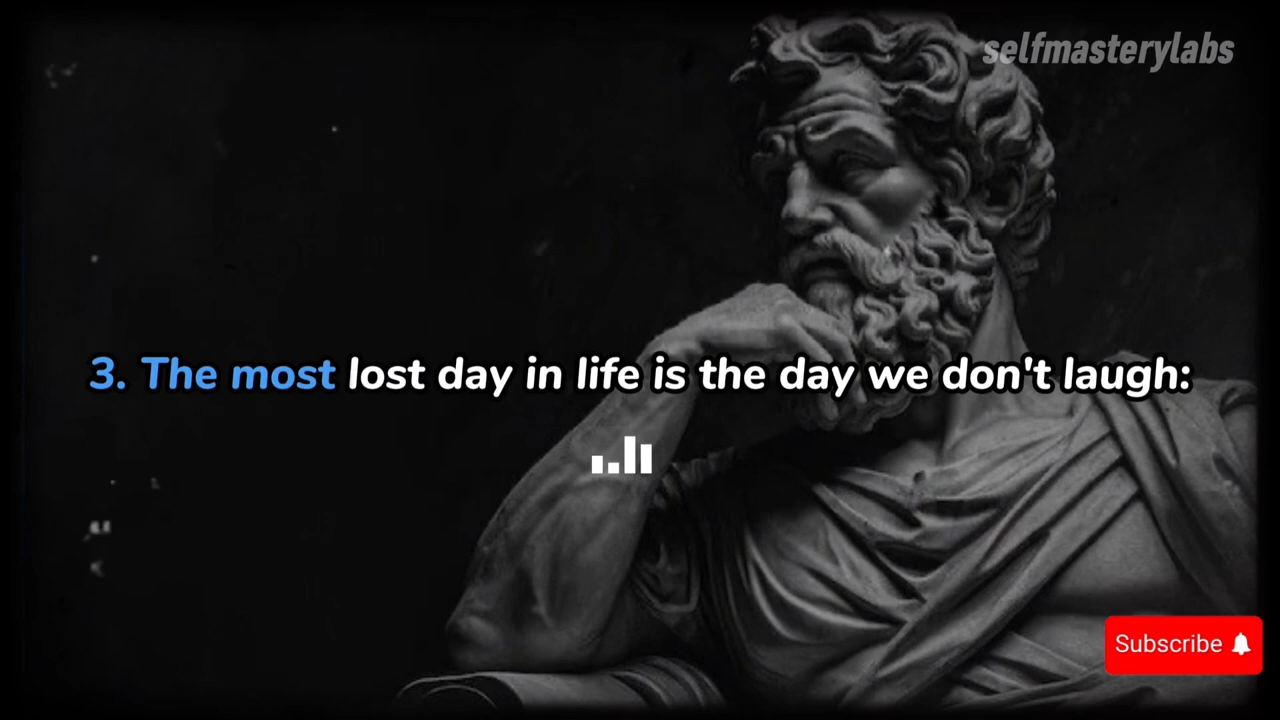 selfmasterylabs
3. The most lost day in life is the day we don't laugh:
Subscribe